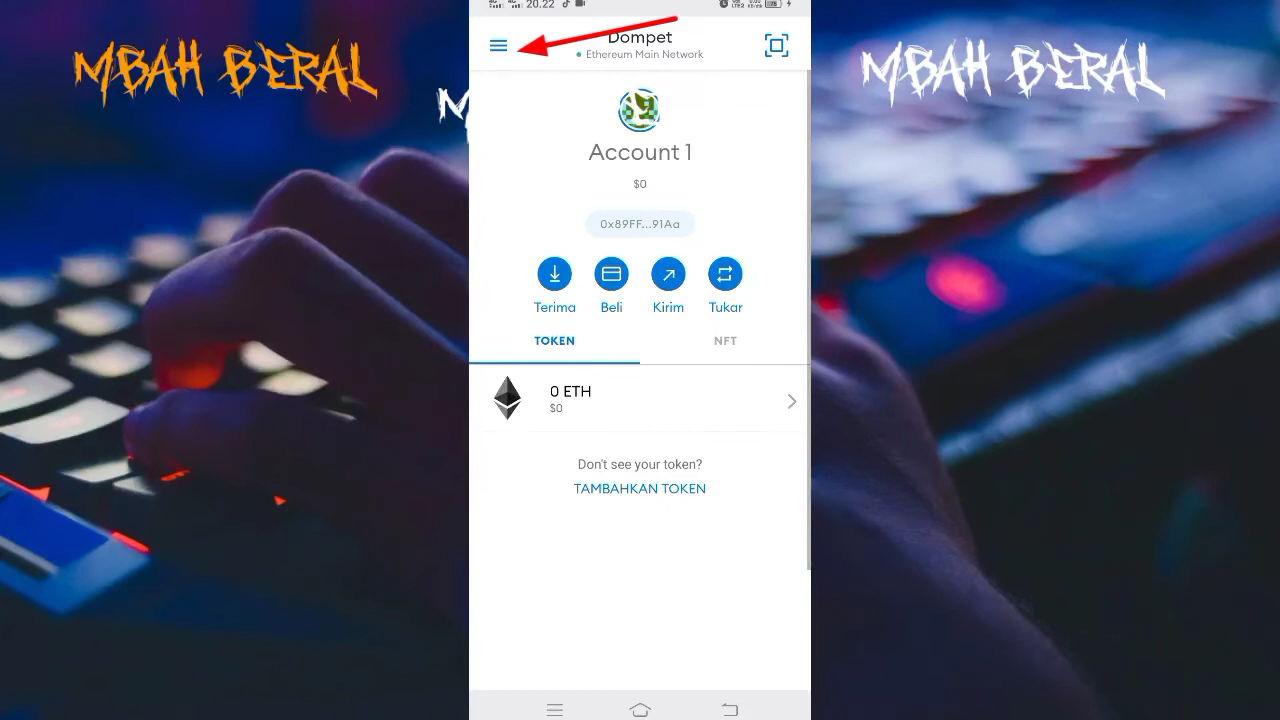 MBAH BERAL
MBAH BERAL
M
20.22
Dompet
Ethereum Main Network
Account 1
$0
0x89FF...91Aa
Terima
Beli
Kirim
Tukar
TOKEN
NFT
0 ETH
$0
Don't see your token?
TAMBAHKAN TOKEN